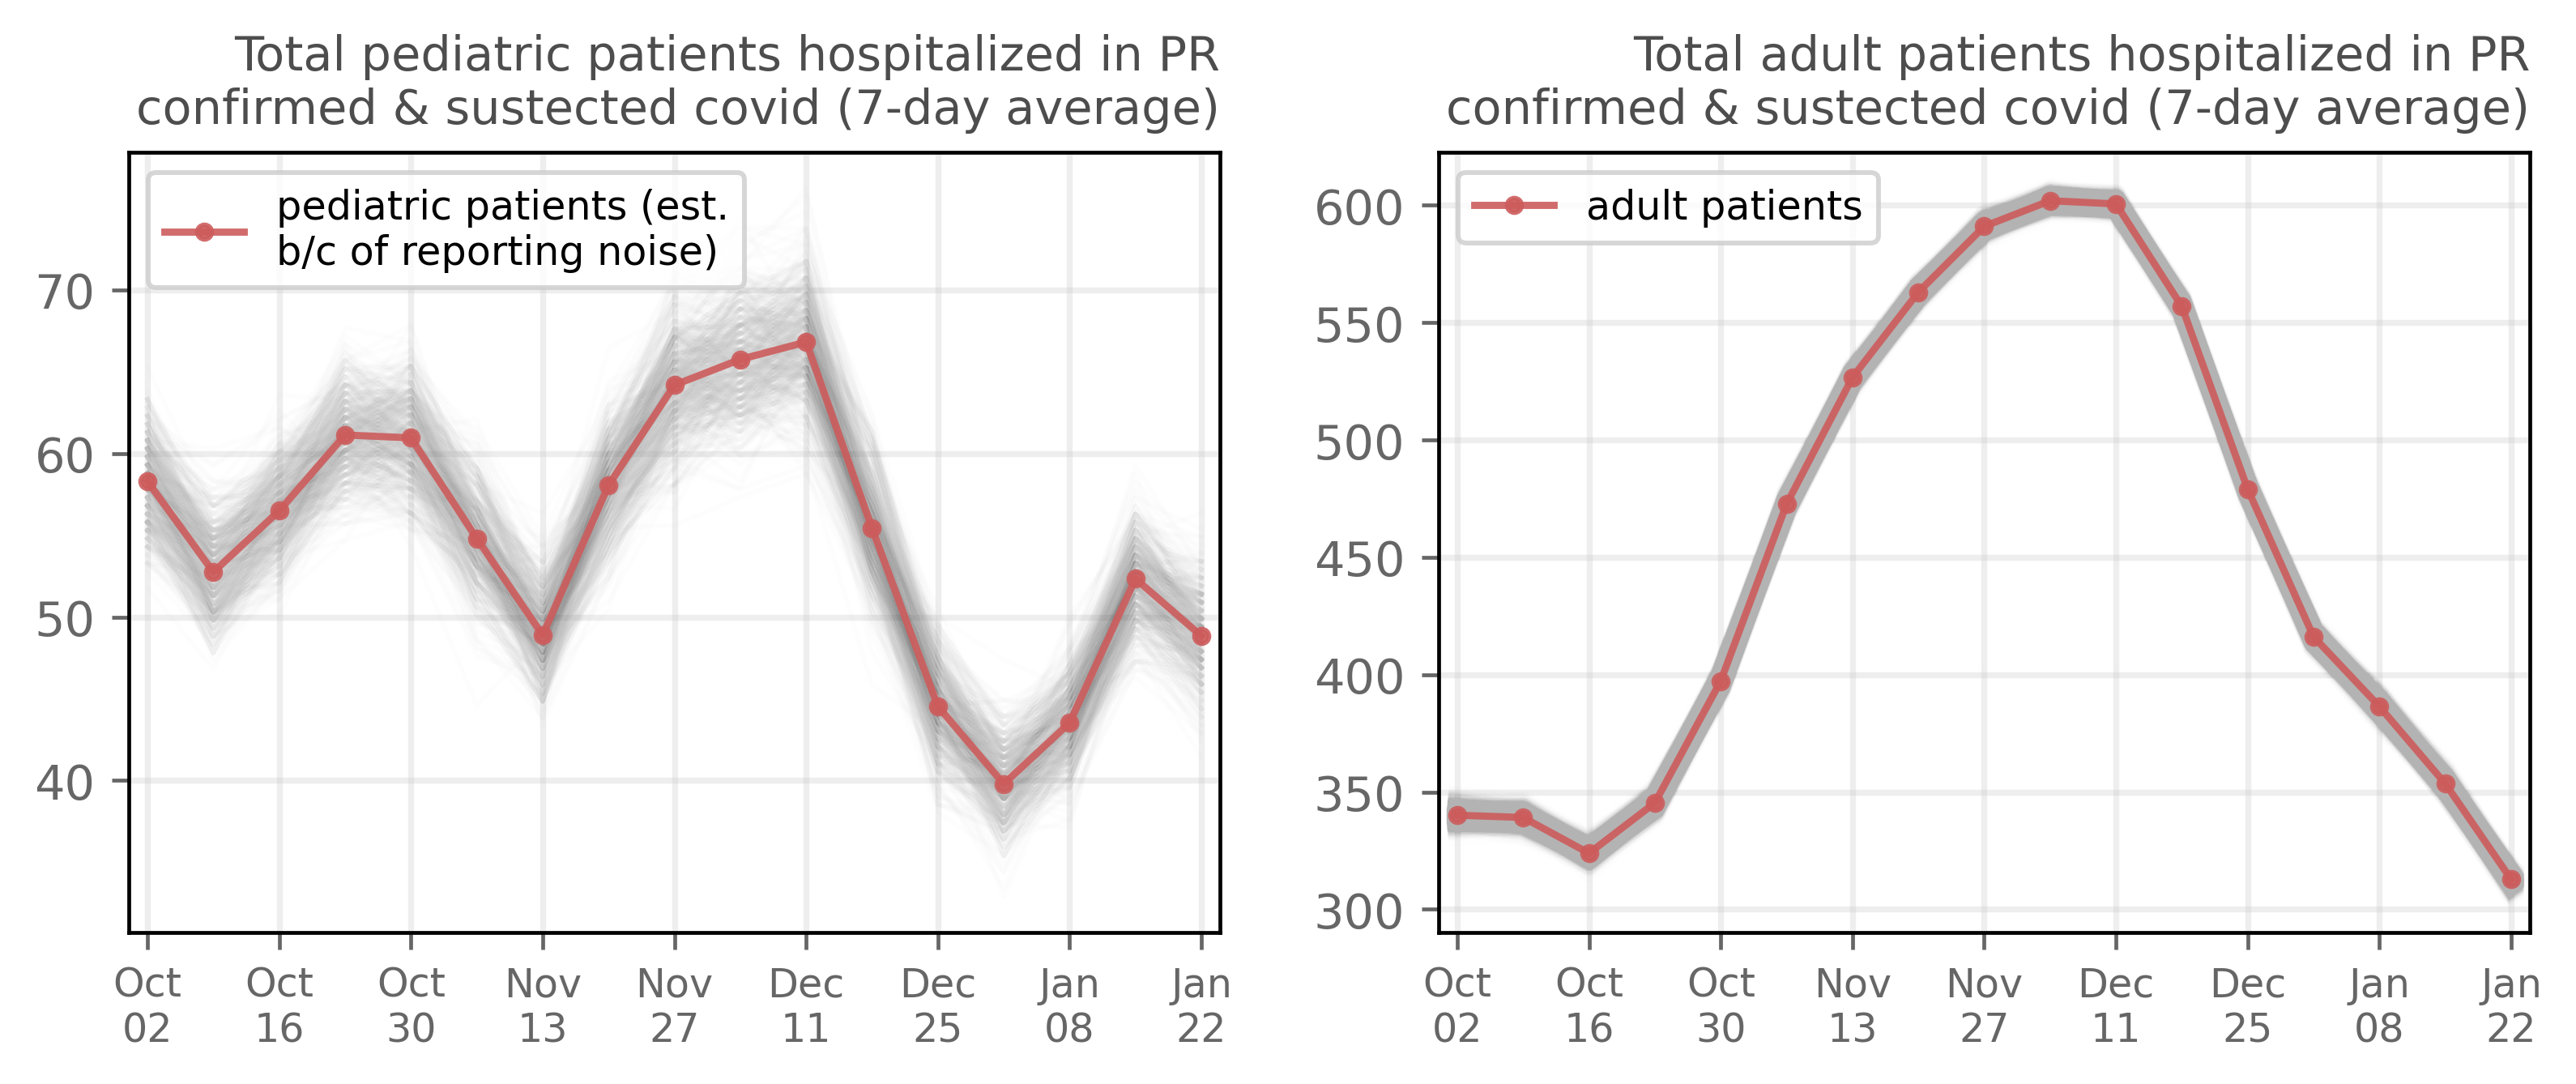 Total pediatric patients hospitalized in PR
confirmed & sustected covid (7-day average)
pediatric patients (est.
b/c of reporting noise)
70
60
50
40
Oct Oct Oct Nov Nov Dec Dec Jan Jan
02 16 30 13 27 11 25 08 22
Total adult patients hospitalized in PR
confirmed & sustected covid (7-day average)
adult patients
600
550
500
450
400
350
300
Oct Oct Oct Nov Nov Dec Dec Jan Jan
02 16 30 13 27 11 25 08 22